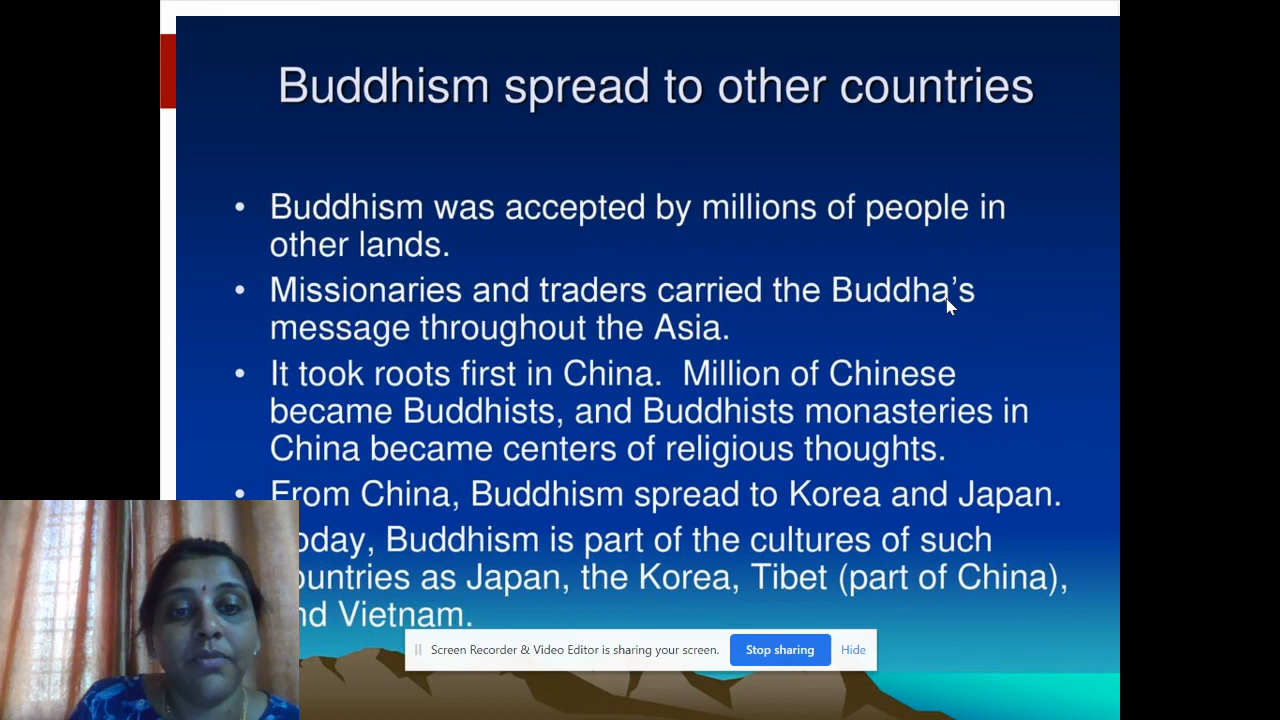 Buddhism spread to other countries
• Buddhism was accepted by millions of people in
other lands.
• Missionaries and traders carried the Buddha's
message throughout the Asia.
• It took roots first in China.  Million of Chinese
became Buddhists, and Buddhists monasteries in
China became centers of religious thoughts.
• From China, Buddhism spread to Korea and Japan.
oday, Buddhism is part of the cultures of such
ountries as Japan, the Korea, Tibet (part of China),
nd Vietnam.
Screen Recorder & Video Editor is sharing your screen. Stop sharing Hide